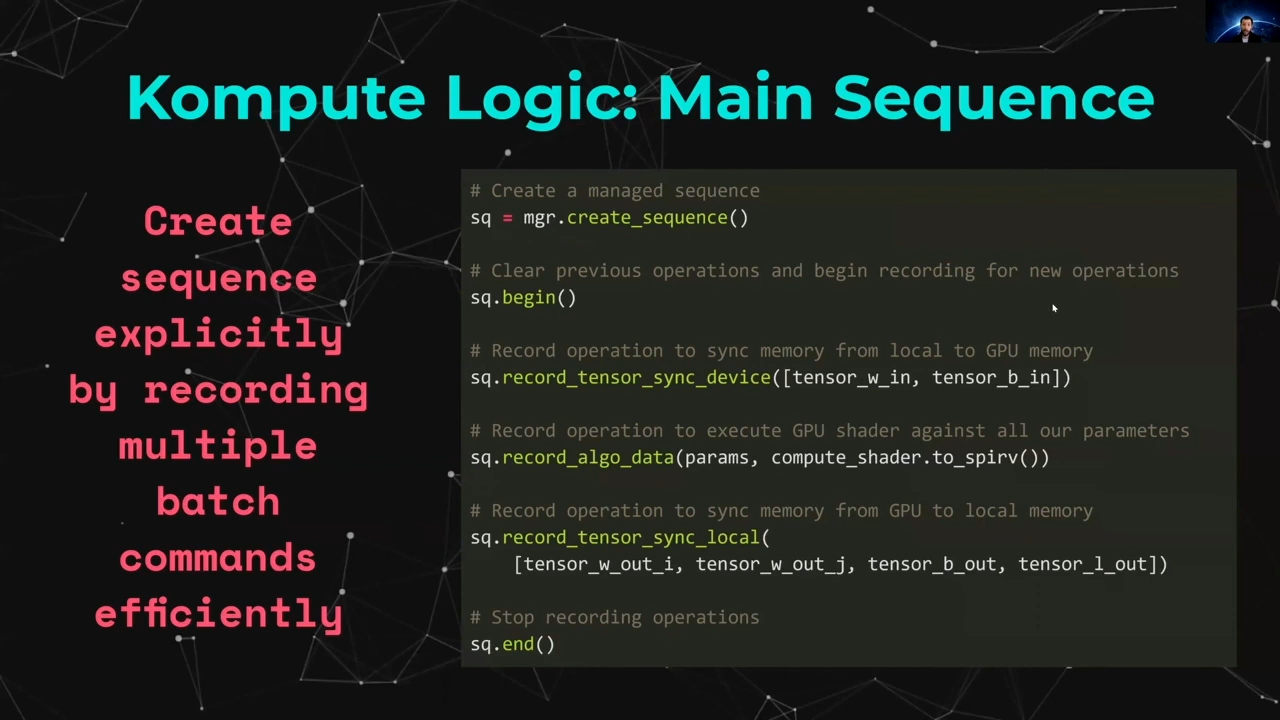 Kompute Logic: Main Sequence
Create
sequence
explicitly
by recording
multiple
batch
commands
efficiently
# Create a managed sequence
sq = mgr.create_sequence()
# Clear previous operations and begin recording for new operations
sq.begin()
# Record operation to sync memory from local to GPU memory
sq.record_tensor_sync_device([tensor_w_in, tensor_b_in])
# Record operation to execute GPU shader against all our parameters
sq.record_algo_data(params, compute_shader.to_spirv())
# Record operation to sync memory from GPU to local memory
sq.record_tensor_sync_local(
[tensor_w_out_i, tensor_w_out_j, tensor_b_out, tensor_l_out])
# Stop recording operations
sq.end()